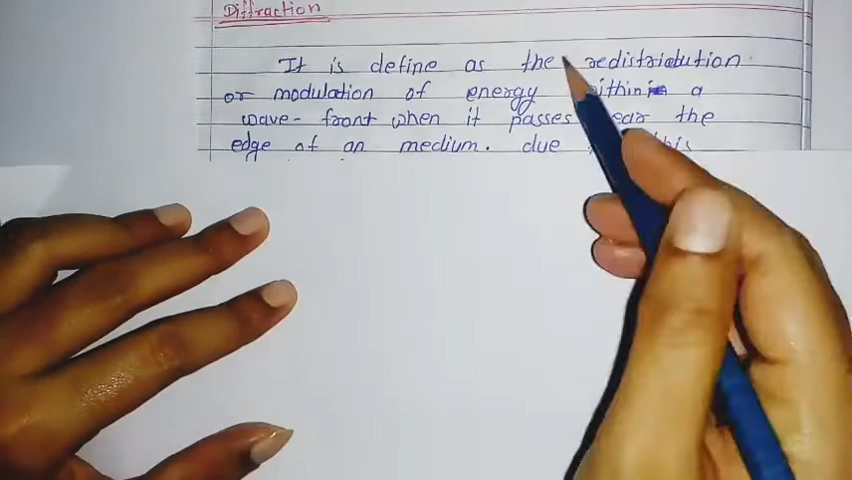 Diffraction
It is define as the redistribution
or modulation of energy within a
wave-front when it passes near the
edge of an medium. due this